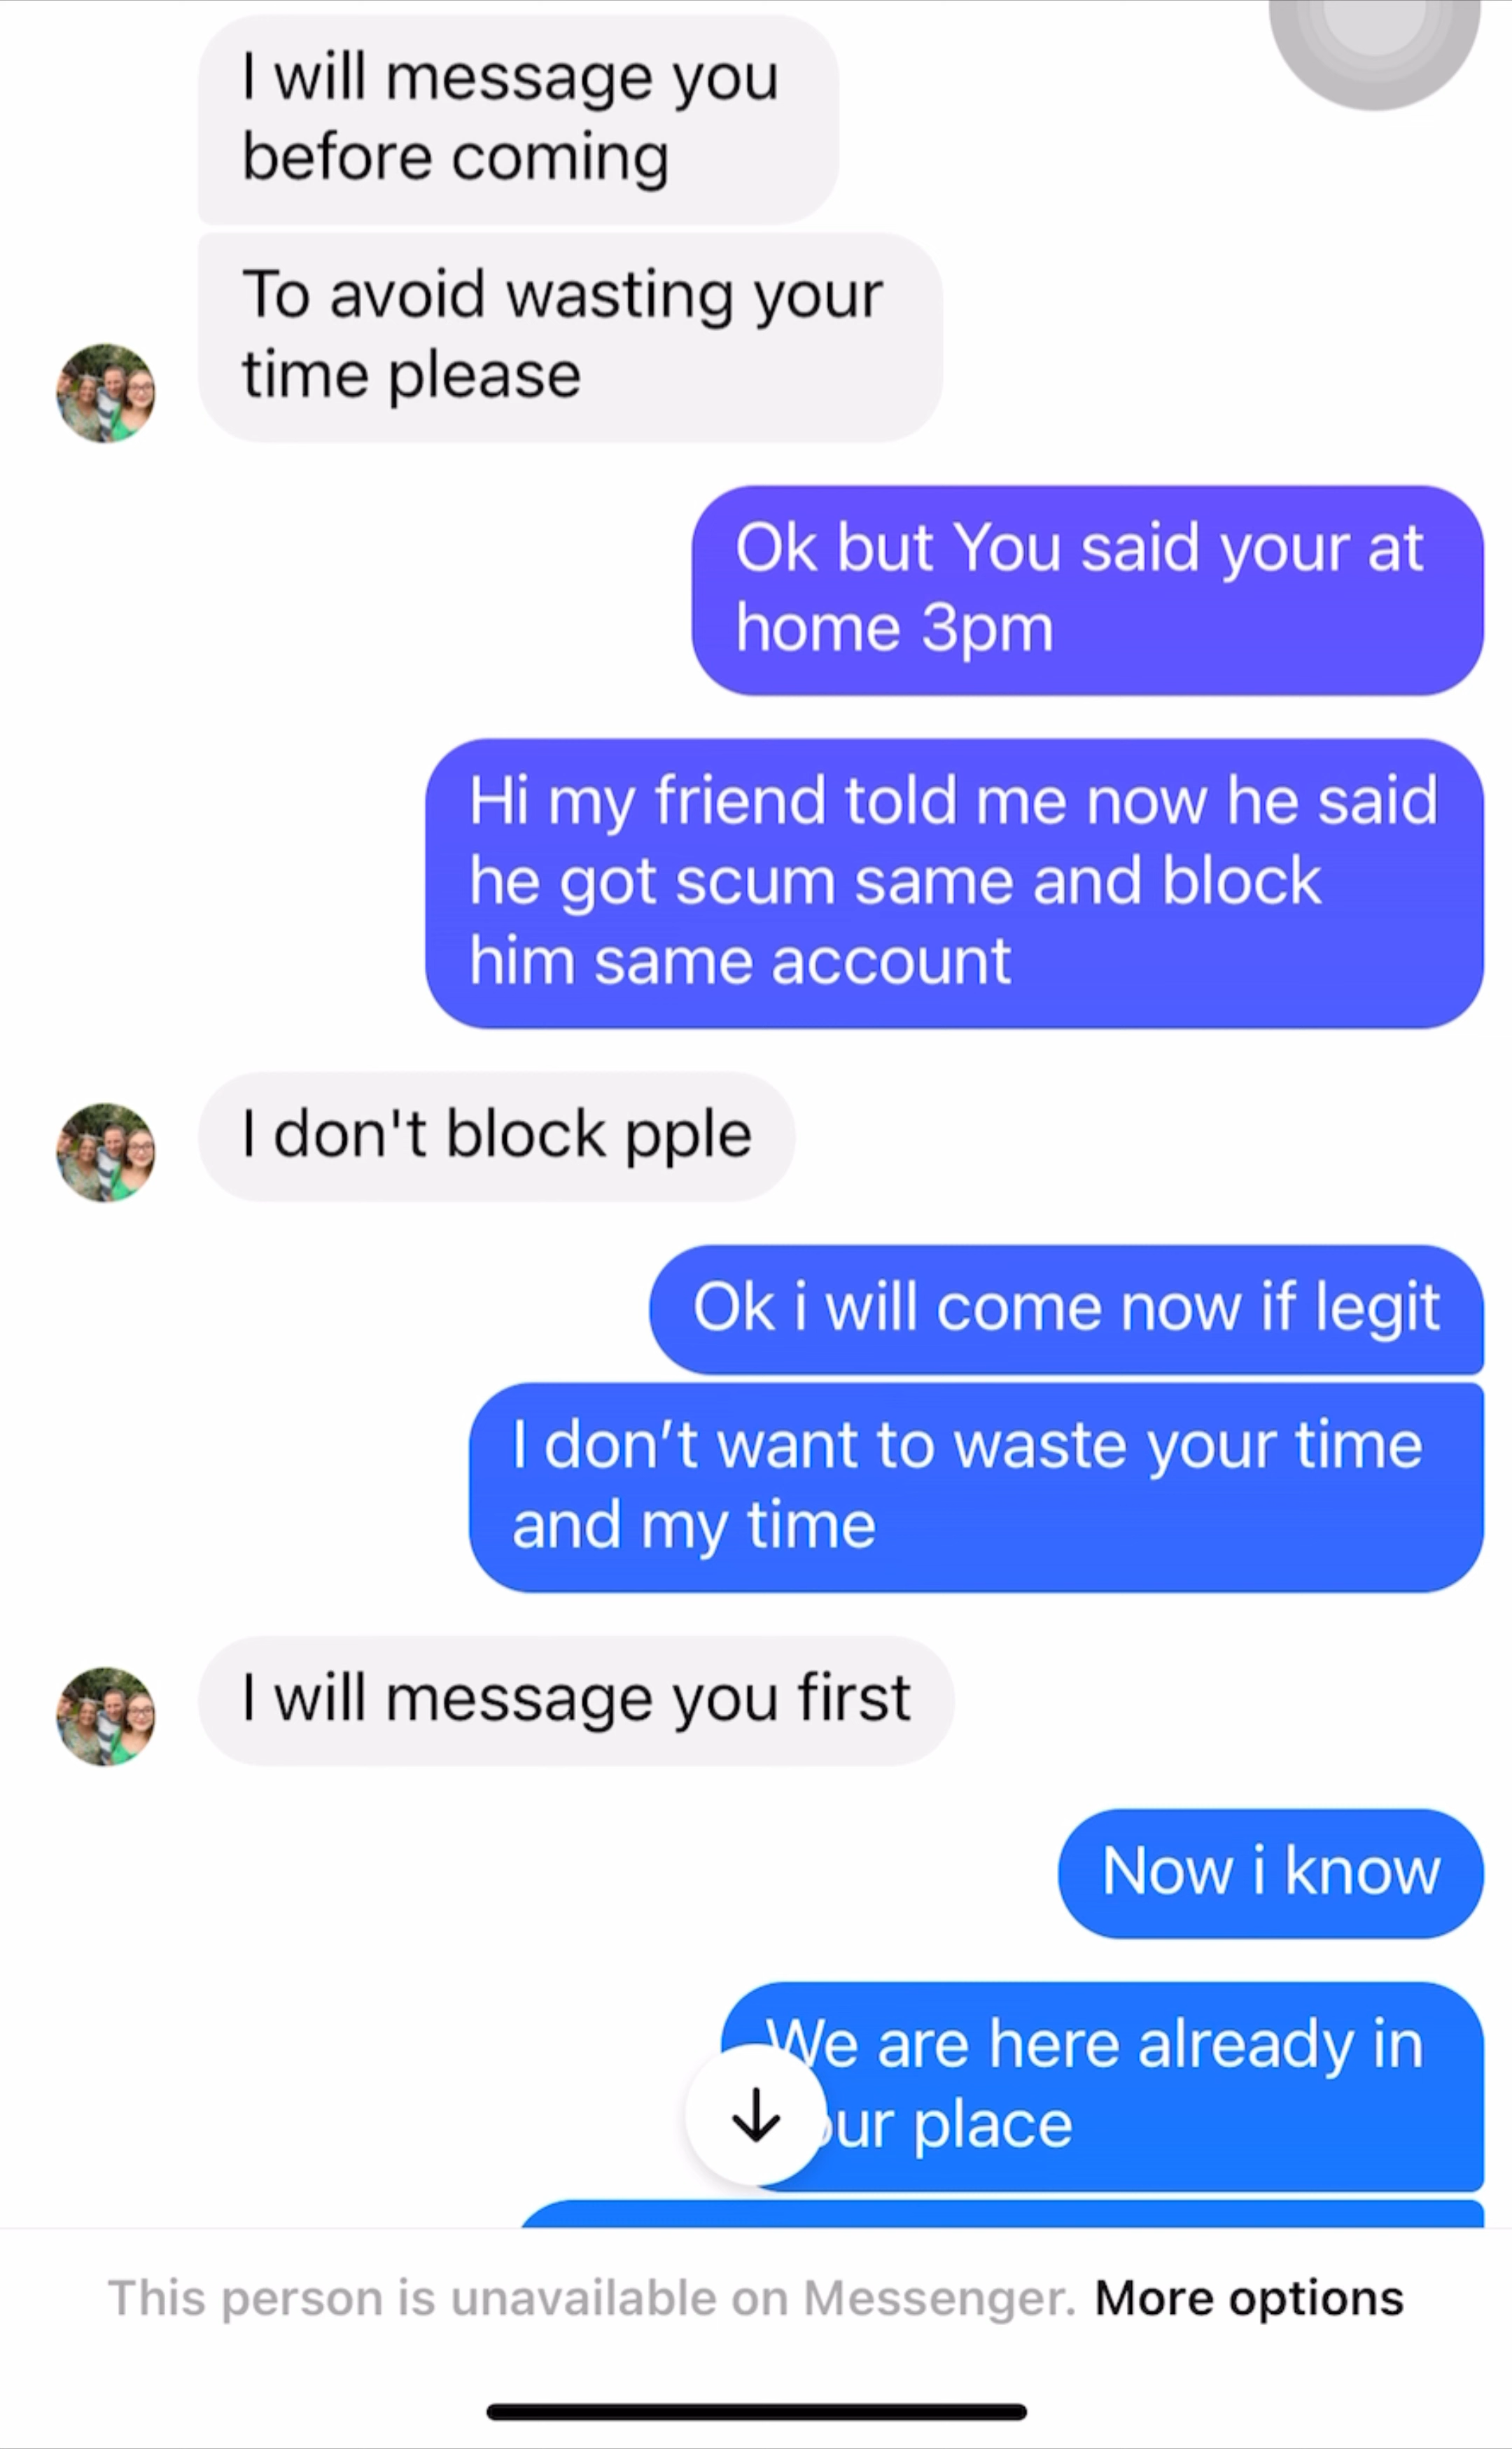 I will message you
before coming
To avoid wasting your
time please
Ok but You said your at
home 3pm
Hi my friend told me now he said
he got scum same and block
him same account
I don't block pple
Ok i will come now if legit
I don’t want to waste your time
and my time
I will message you first
Now i know
We are here already in
place
This person is unavailable on Messenger. More options